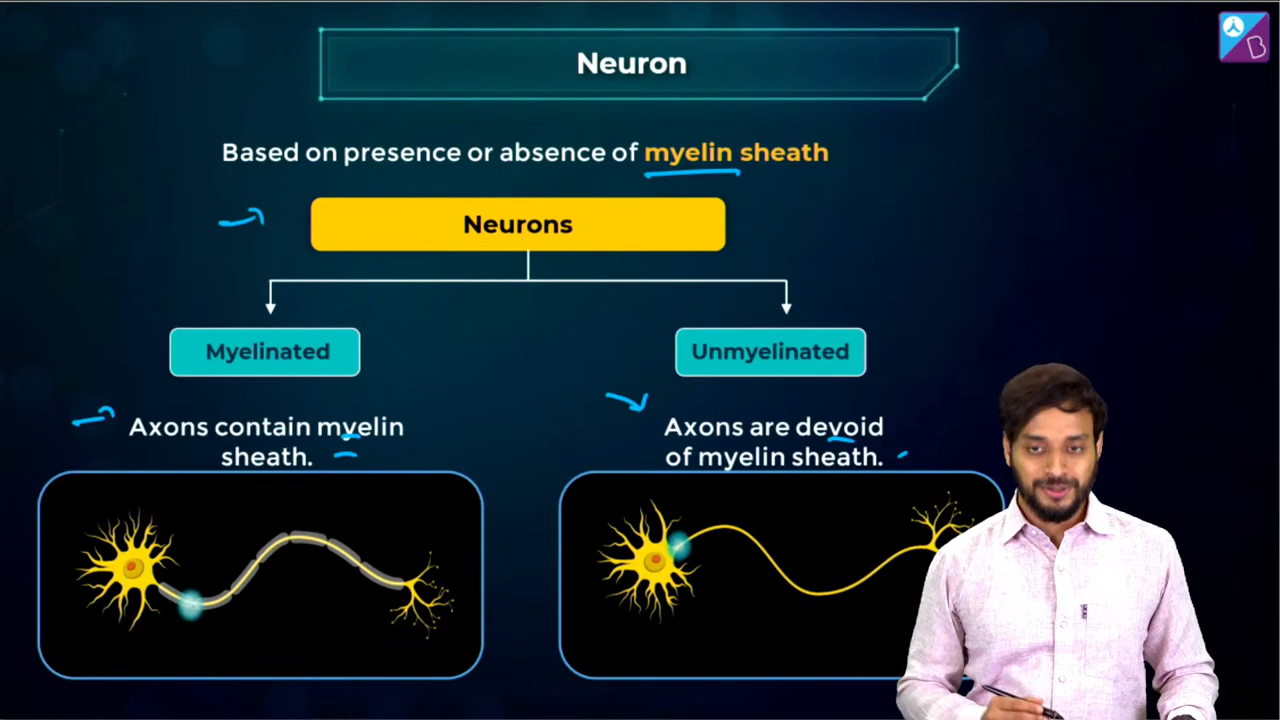 Neuron
B
Based on presence or absence of myelin sheath
Neurons
Myelinated
Unmyelinated
Axons contain myelin
sheath.
Axons are devoid
of myelin sheath.